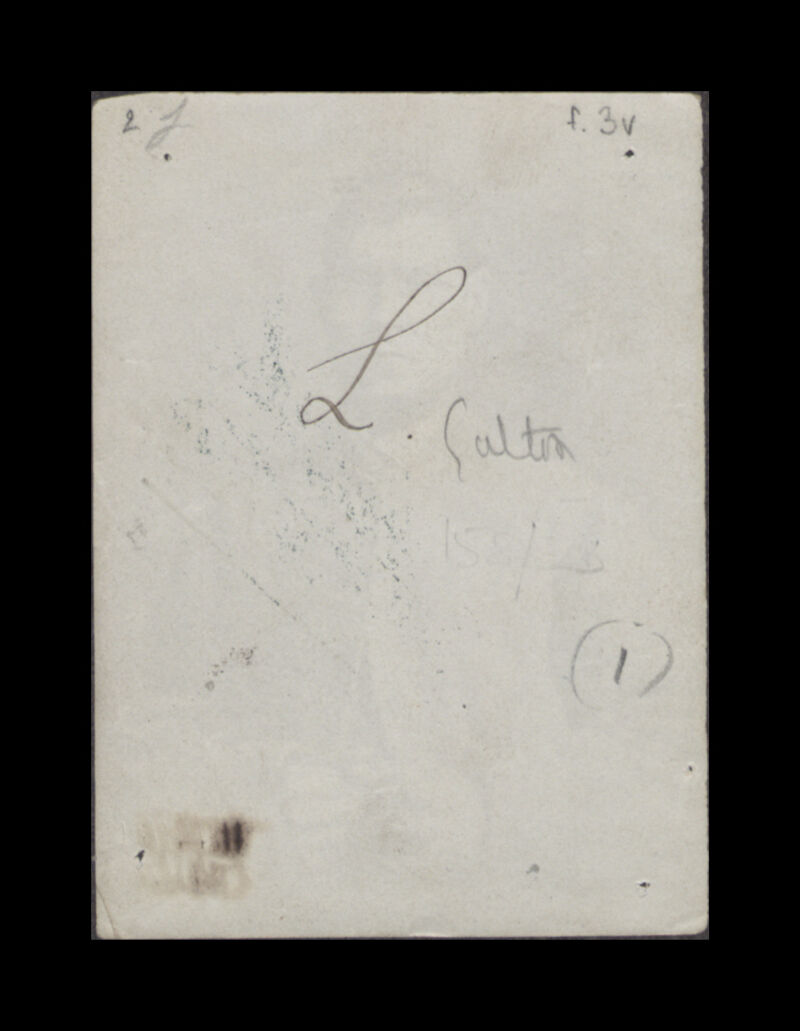 2 f. 3v
L.
Galton
(1)